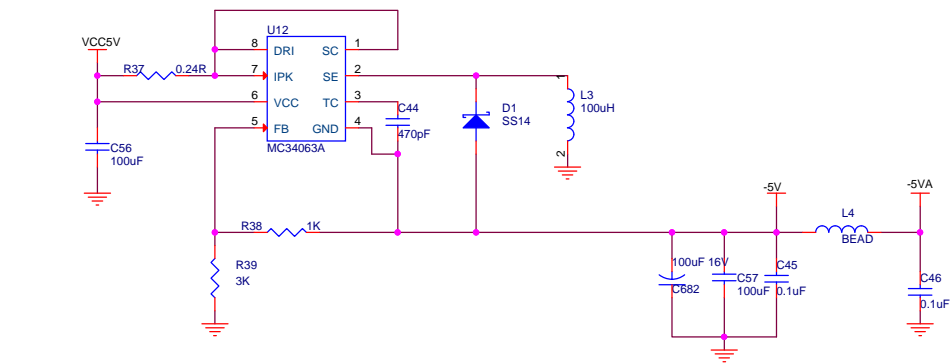 U12
VCC5V
8 DRI SC 1
R37 0.24R 7 IPK SE 2
6 VCC TC 3
5 FB GND 4
MC34063A
C44
470pF
D1
SS14
1
L3
100uH
2
C56
100uF
-5V
-5VA
R38 1K
L4
BEAD
R39
3K
100uF 16V
C682
C57
100uF
C45
0.1uF
C46
0.1uF